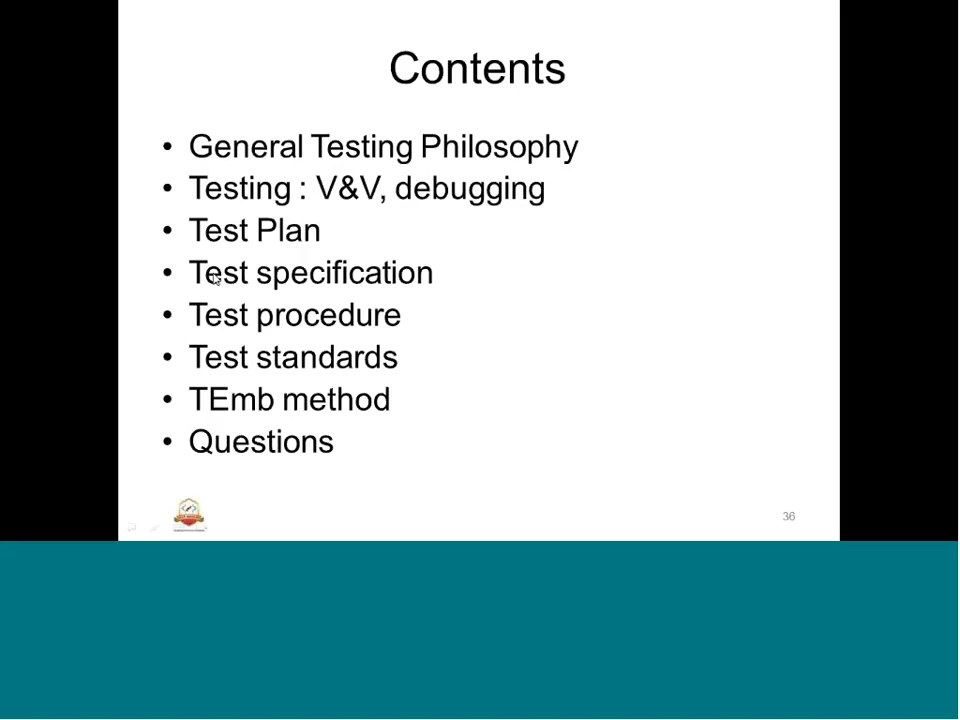 Contents
• General Testing Philosophy
• Testing : V&V, debugging
• Test Plan
• Test specification
• Test procedure
• Test standards
• TEmb method
• Questions
36